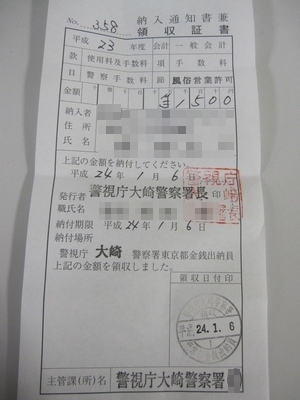 No. 358
納入通知書兼
領収証書
平成 23 年度 会計 一般会計
款 使用料及手数料 項 手数料
目 警察手数料 節 風俗営業許可
金額 1500
納入者
住所
氏名
上記の金額を納付してください。
平成 24年 1月 6日
発行者 警視庁大崎警察署長
職氏名
納付期限 平成 24年 1月 6日
納付場所
警視庁 大崎 警察署東京都金銭出納員
上記の金額を領収しました。
領収日付印
24.1.6
主管課(所)名 警視庁大崎警察署